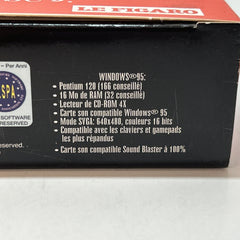 LE FIGARO
- Per Anni
SPA
SOFTWARE
RESERVED
WINDOWS®95:
• Pentium 120 (166 conseillé)
• 16 Mo de RAM (32 conseillé)
• Lecteur de CD-ROM 4X
• Carte son compatible Windows® 95
• Mode SVGA: 640x480, couleurs 16 bits
• Compatible avec les claviers et gamepads
les plus répandus
• Carte son compatible Sound Blaster à 100%